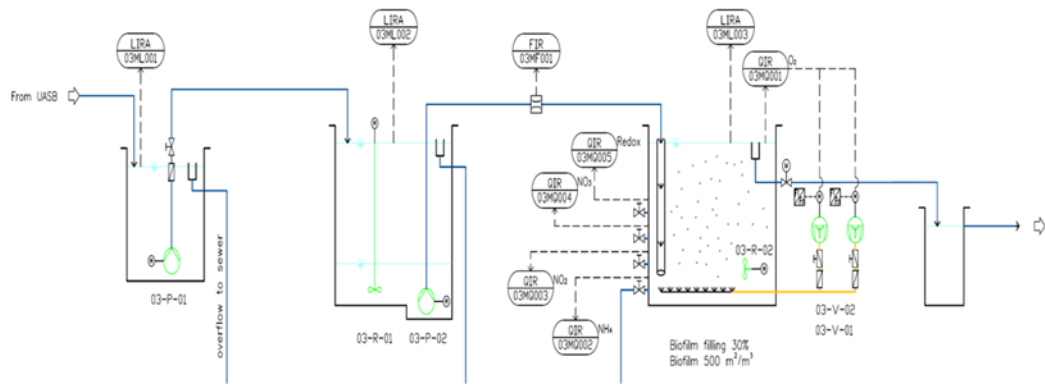 LIRA
03ML001
From UASB
03-P-01
overflow to sewer
LIRA
03ML002
03-R-01
03-P-02
FIR
03MF001
LIRA
03ML003
QIR
03MQ001
O₂
QIR
03MQ005
Redox
QIR
03MQ004
NO₃
QIR
03MQ003
NO₂
QIR
03MQ002
NH₄
03-R-02
Biofilm filling 30%
Biofilm 500 m²/m³
03-V-02
03-V-01
M
M
M
M
M
M
M